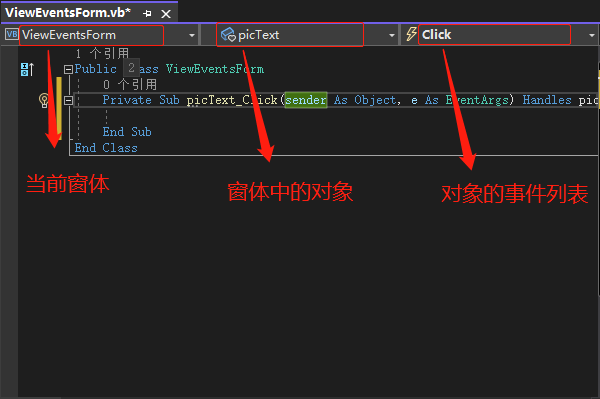 ViewEventsForm.vb*
VB ViewEventsForm picText Click
1 个引用
Public 2 ass ViewEventsForm
0 个引用
Private Sub picText_Click(sender As Object, e As EventArgs) Handles pic
End Sub
End Class
当前窗体 窗体中的对象 对象的事件列表